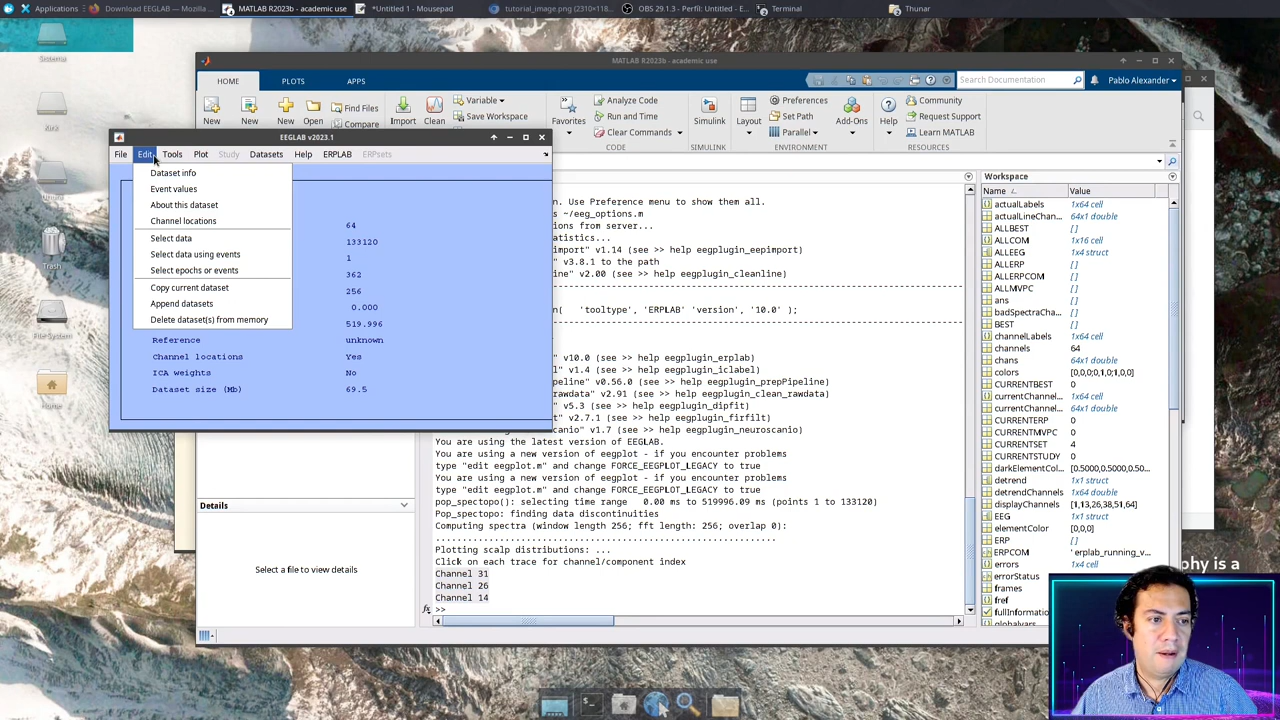 Applications
Download EEGLAB — Mozilla ...
MATLAB R2023b - academic use
*Untitled 1 - Mousepad
tutorial_image.png (2310×118...
OBS 29.1.3 - Perfil: Untitled - E...
Terminal
Thunar
Sistema
Kira
Trash
File System
Home
MATLAB R2023b - academic use
HOME
PLOTS
APPS
Search Documentation
Pablo Alexander
New
New
New
Open
Find Files
Compare
Import
Clean
Variable
Save Workspace
Favorites
Analyze Code
Run and Time
Clear Commands
Simulink
Layout
Preferences
Set Path
Parallel
Add-Ons
Help
Community
Request Support
Learn MATLAB
SIMULINK
ENVIRONMENT
RESOURCES
EEGLAB v2023.1
File
Edit
Tools
Plot
Study
Datasets
Help
ERPLAB
ERPsets
Dataset info
Event values
About this dataset
Channel locations
Select data
Select data using events
Select epochs or events
Copy current dataset
Append datasets
Delete dataset(s) from memory
64
133120
1
362
256
0.000
519.996
Reference unknown
Channel locations Yes
ICA weights No
Dataset size (Mb) 69.5
Details
Select a file to view details
. Use Preference menu to show them all.
s ~/eeg_options.m
ions from server...
tistics...
mport" v1.14 (see >> help eegplugin_eepimport)
v3.8.1 to the path
e" v2.00 (see >> help eegplugin_cleanline)
( 'tooltype', 'ERPLAB' 'version', '10.0' );
v10.0 (see >> help eegplugin_erplab)
v1.4 (see >> help eegplugin_iclabel)
peline" v0.56.0 (see >> help eegplugin_prepPipeline)
rawdata" v2.91 (see >> help eegplugin_clean_rawdata)
v5.3 (see >> help eegplugin_dipfit)
v2.7.1 (see >> help eegplugin_firfilt)
nio" v1.7 (see >> help eegplugin_neuroscanio)
You are using the latest version of EEGLAB.
You are using a new version of eegplot - if you encounter problems
type "edit eegplot.m" and change FORCE_EEGPLOT_LEGACY to true
You are using a new version of eegplot - if you encounter problems
type "edit eegplot.m" and change FORCE_EEGPLOT_LEGACY to true
pop_spectopo(): selecting time range 0.00 ms to 519996.09 ms (points 1 to 133120)
Pop_spectopo: finding data discontinuities
Computing spectra (window length 256; fft length: 256; overlap 0):
Plotting scalp distributions: ...
Click on each trace for channel/component index
Channel 31
Channel 26
Channel 14
fx >>
Workspace
Name Value
actualLabels 1x64 cell
actualLineChan... 64x1 double
ALLBEST []
ALLCOM 1x16 cell
ALLEEG 1x4 struct
ALLERP []
ALLERPCOM []
ALLMVPC []
ans []
badSpectraCha... []
BEST []
channelLabels 1x64 cell
channels 64
chans 64x1 double
colors [0,0,0;0,1,0;1,0,0]
CURRENTBEST 0
currentChannel... 1x64 cell
currentChannel... 64x1 double
CURRENTERP 0
CURRENTMVPC 0
CURRENTSET 4
CURRENTSTUDY 0
darkElementCol... [0.5000,0.5000,0.50...
detrend 1x1 struct
detrendChannels 1x64 double
displayChannels [1,13,26,38,51,64]
EEG 1x1 struct
elementColor [0,0,0]
ERP []
ERPCOM ' erplab_running_v...
errors 1x4 cell
errorStatus
frames
fref
fullInformatio
globalvars
phy is a